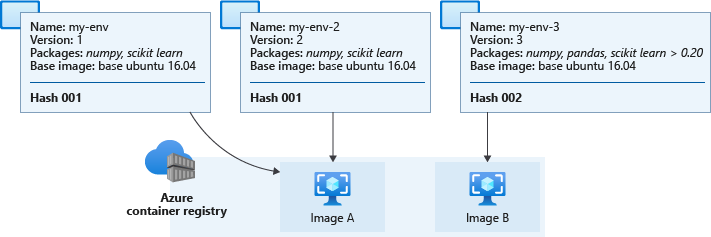 Name: my-env
Version: 1
Packages: numpy, scikit learn
Base image: base ubuntu 16.04
Hash 001
Name: my-env-2
Version: 2
Packages: numpy, scikit learn
Base image: base ubuntu 16.04
Hash 001
Name: my-env-3
Version: 3
Packages: numpy, pandas, scikit learn > 0.20
Base image: base ubuntu 16.04
Hash 002
Azure
container registry
Image A
Image B